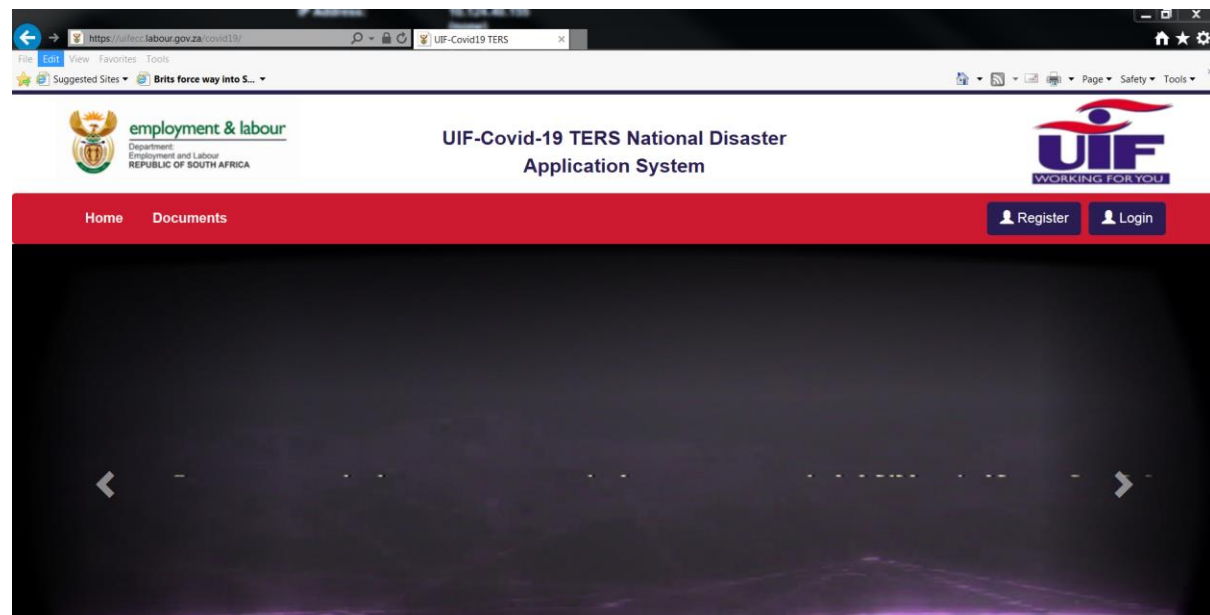 IP Address:
https://uifecc.labour.gov.za/covid19/
UIF-Covid19 TERS
File Edit View Favorites Tools
Suggested Sites
Brits force way into S...
Page Safety Tools
employment & labour
Department:
Employment and Labour
REPUBLIC OF SOUTH AFRICA
UIF-Covid-19 TERS National Disaster
Application System
UIF
WORKING FOR YOU
Home Documents Register Login